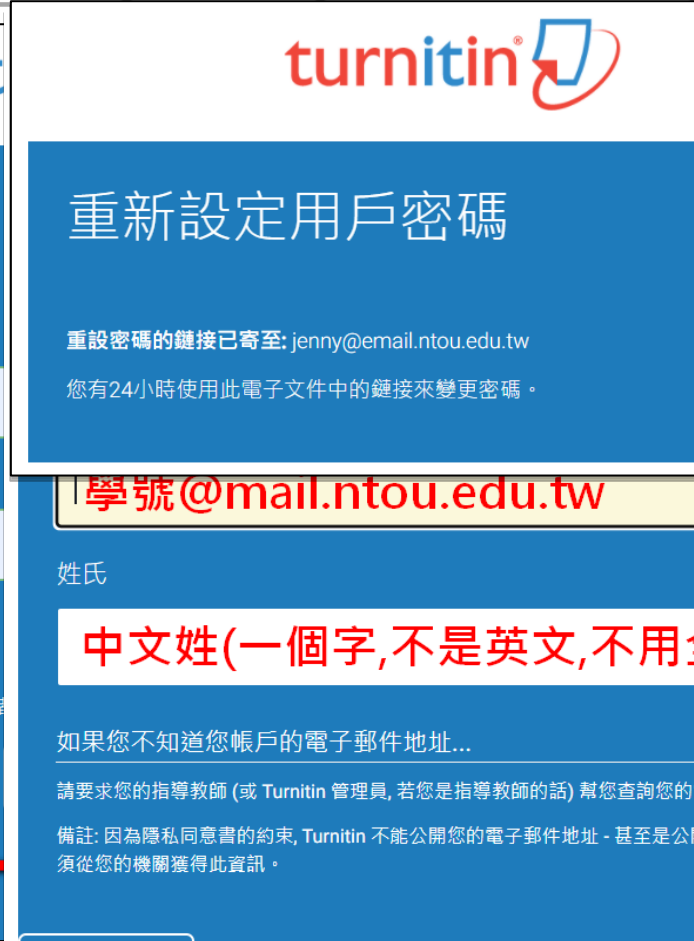 turnitin
重新設定用戶密碼
重設密碼的鏈接已寄至: jenny@email.ntou.edu.tw
您有24小時使用此電子文件中的鏈接來變更密碼。
學號@mail.ntou.edu.tw
姓氏
中文姓(一個字,不是英文,不用
如果您不知道您帳戶的電子郵件地址...
請要求您的指導教師 (或 Turnitin 管理員, 若您是指導教師的話) 幫您查詢您的
備註: 因為隱私同意書的約束, Turnitin 不能公開您的電子郵件地址 - 甚至是公
須從您的機關獲得此資訊。